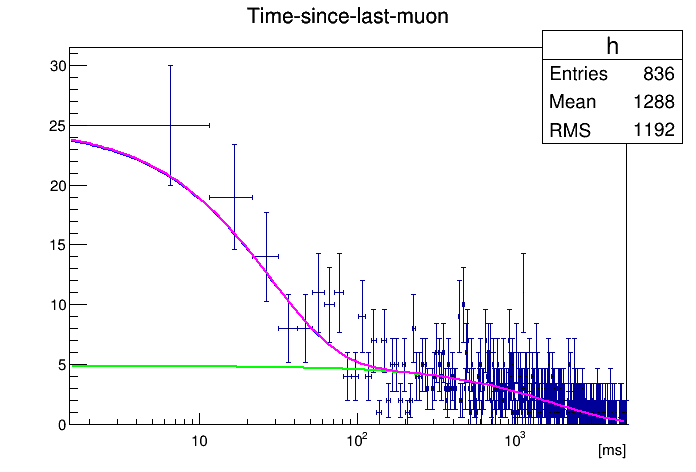 Time-since-last-muon
h
Entries 836
Mean 1288
RMS 1192
30
25
20
15
10
5
0
10 10² 10³
[ms]